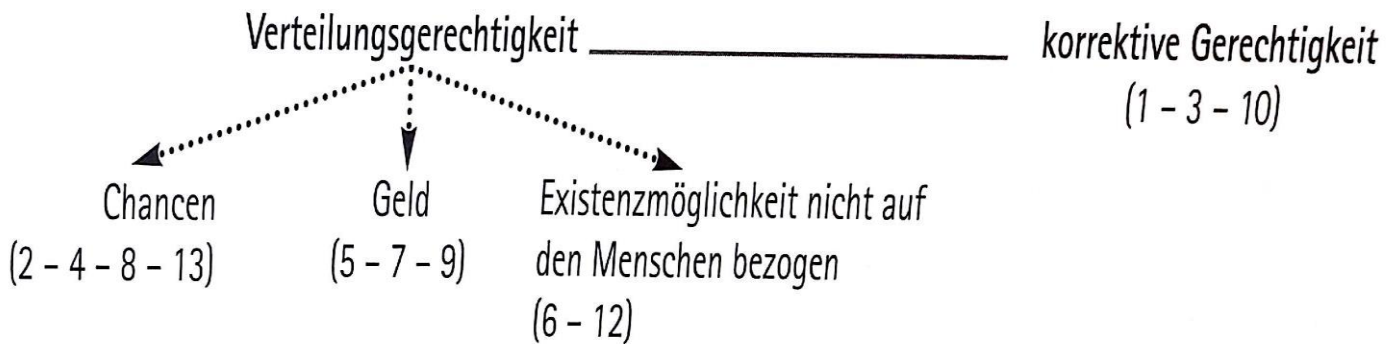 Verteilungsgerechtigkeit korrektive Gerechtigkeit
(1 – 3 – 10)
Chancen Geld Existenzmöglichkeit nicht auf
(2 – 4 – 8 – 13) (5 – 7 – 9) den Menschen bezogen
(6 – 12)